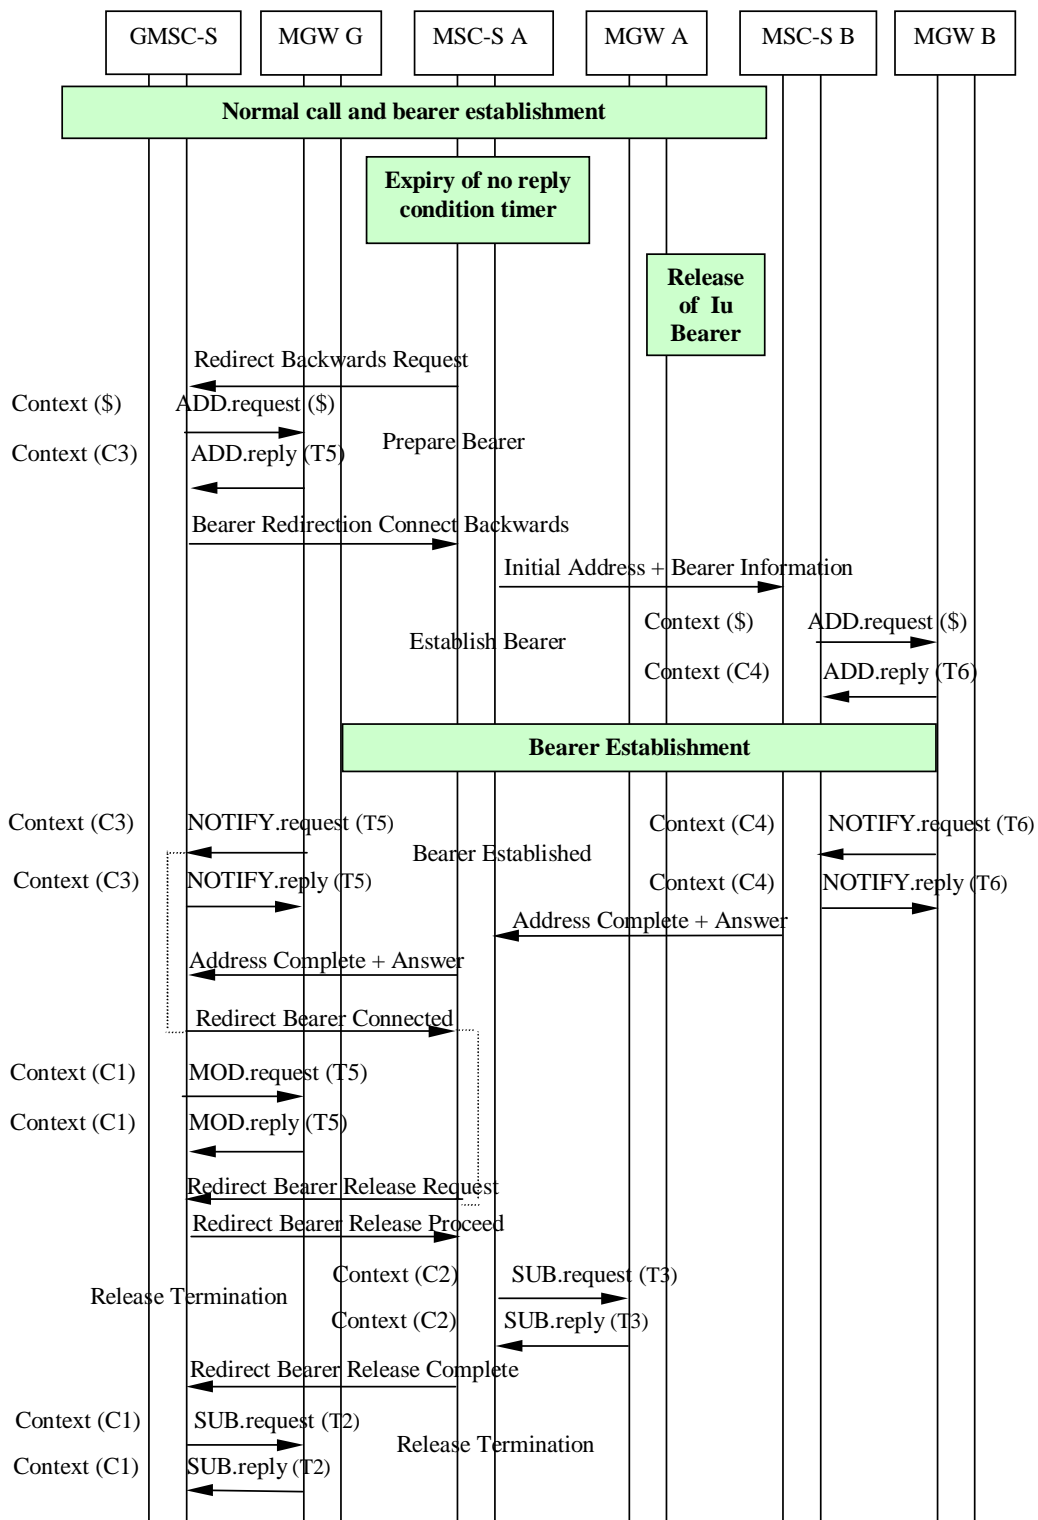 GMSC-S
MGW G
MSC-S A
MGW A
MSC-S B
MGW B
Normal call and bearer establishment
Expiry of no reply
condition timer
Release
of Iu
Bearer
Redirect Backwards Request
Context ($)
ADD.request ($)
Prepare Bearer
Context (C3)
ADD.reply (T5)
Bearer Redirection Connect Backwards
Initial Address + Bearer Information
Context ($)
ADD.request ($)
Establish Bearer
Context (C4)
ADD.reply (T6)
Bearer Establishment
Context (C3)
NOTIFY.request (T5)
Context (C4)
NOTIFY.request (T6)
Bearer Established
Context (C3)
NOTIFY.reply (T5)
Context (C4)
NOTIFY.reply (T6)
Address Complete + Answer
Address Complete + Answer
Redirect Bearer Connected
Context (C1)
MOD.request (T5)
Context (C1)
MOD.reply (T5)
Redirect Bearer Release Request
Redirect Bearer Release Proceed
Context (C2)
SUB.request (T3)
Release Termination
Context (C2)
SUB.reply (T3)
Redirect Bearer Release Complete
Context (C1)
SUB.request (T2)
Release Termination
Context (C1)
SUB.reply (T2)